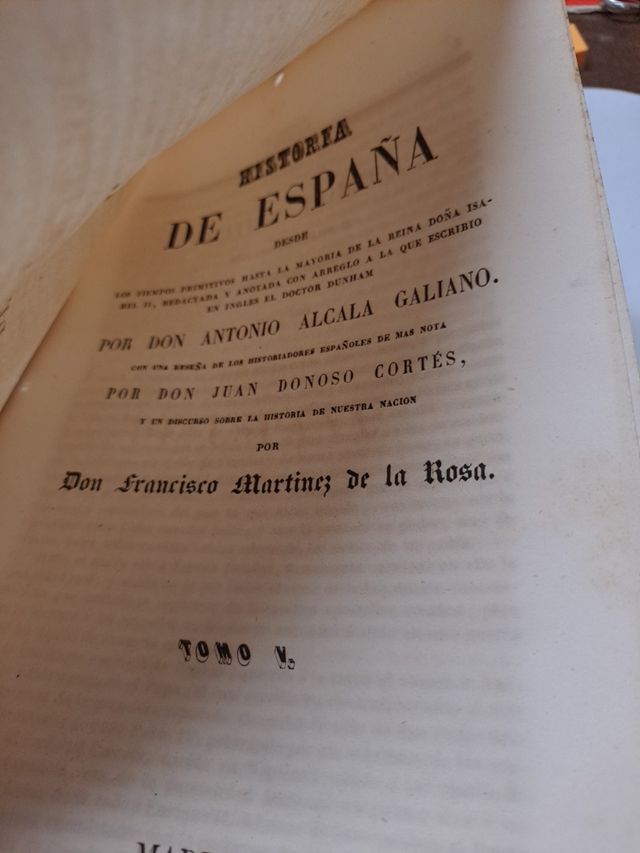 HISTORIA
DE ESPAÑA
DESDE
LOS TIEMPOS PRIMITIVOS HASTA LA MAYORIA DE LA REINA DOÑA ISA-
BEL II, REDACTADA Y ANOTADA CON ARREGLO A LA QUE ESCRIBIO
EN INGLES EL DOCTOR DUNHAM
POR DON ANTONIO ALCALA GALIANO.
CON UNA RESEÑA DE LOS HISTORIADORES ESPAÑOLES DE MAS NOTA
POR DON JUAN DONOSO CORTÉS,
Y UN DISCURSO SOBRE LA HISTORIA DE NUESTRA NACION
POR
Don Francisco Martinez de la Rosa.
TOMO V.